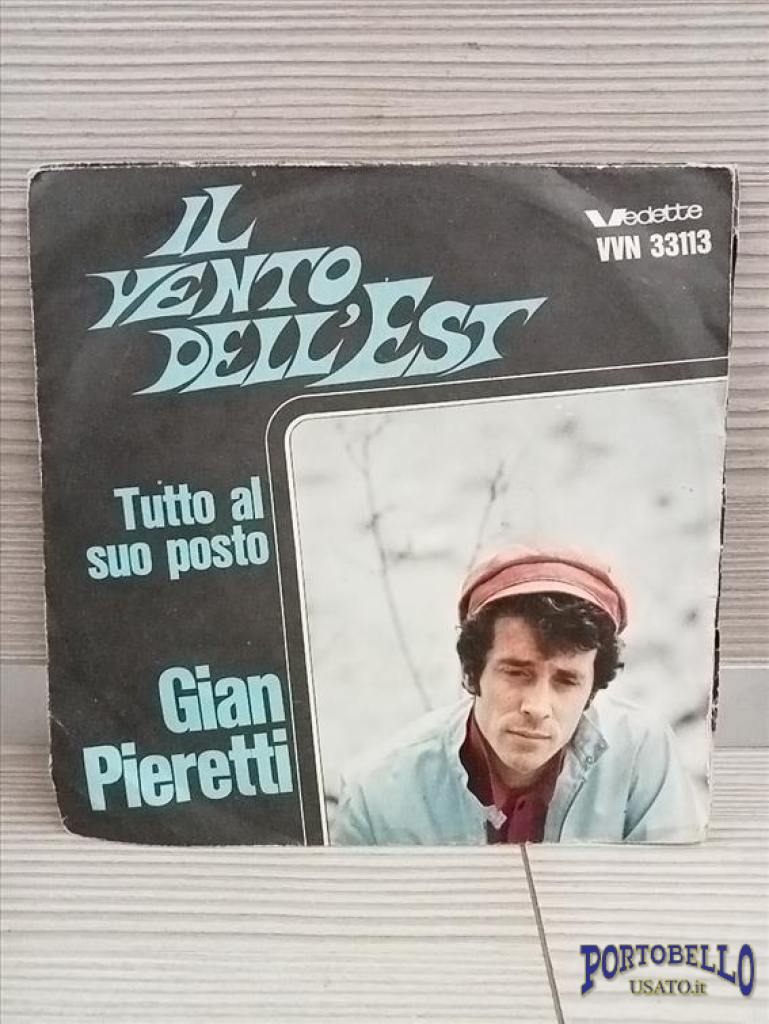 IL
VENTO
DELL'EST
Vedette
VVN 33113
Tutto al
suo posto
Gian
Pieretti
PORTOBELLO
USATO.it